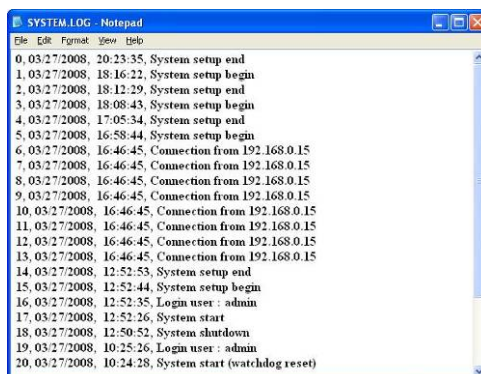 SYSTEM.LOG - Notepad
File Edit Format View Help
0, 03/27/2008, 20:23:35, System setup end
1, 03/27/2008, 18:16:22, System setup begin
2, 03/27/2008, 18:12:29, System setup end
3, 03/27/2008, 18:08:43, System setup begin
4, 03/27/2008, 17:05:34, System setup end
5, 03/27/2008, 16:58:44, System setup begin
6, 03/27/2008, 16:46:45, Connection from 192.168.0.15
7, 03/27/2008, 16:46:45, Connection from 192.168.0.15
8, 03/27/2008, 16:46:45, Connection from 192.168.0.15
9, 03/27/2008, 16:46:45, Connection from 192.168.0.15
10, 03/27/2008, 16:46:45, Connection from 192.168.0.15
11, 03/27/2008, 16:46:45, Connection from 192.168.0.15
12, 03/27/2008, 16:46:45, Connection from 192.168.0.15
13, 03/27/2008, 16:46:45, Connection from 192.168.0.15
14, 03/27/2008, 12:52:53, System setup end
15, 03/27/2008, 12:52:44, System setup begin
16, 03/27/2008, 12:52:35, Login user : admin
17, 03/27/2008, 12:52:26, System start
18, 03/27/2008, 12:50:52, System shutdown
19, 03/27/2008, 10:25:26, Login user : admin
20, 03/27/2008, 10:24:28, System start (watchdog reset)